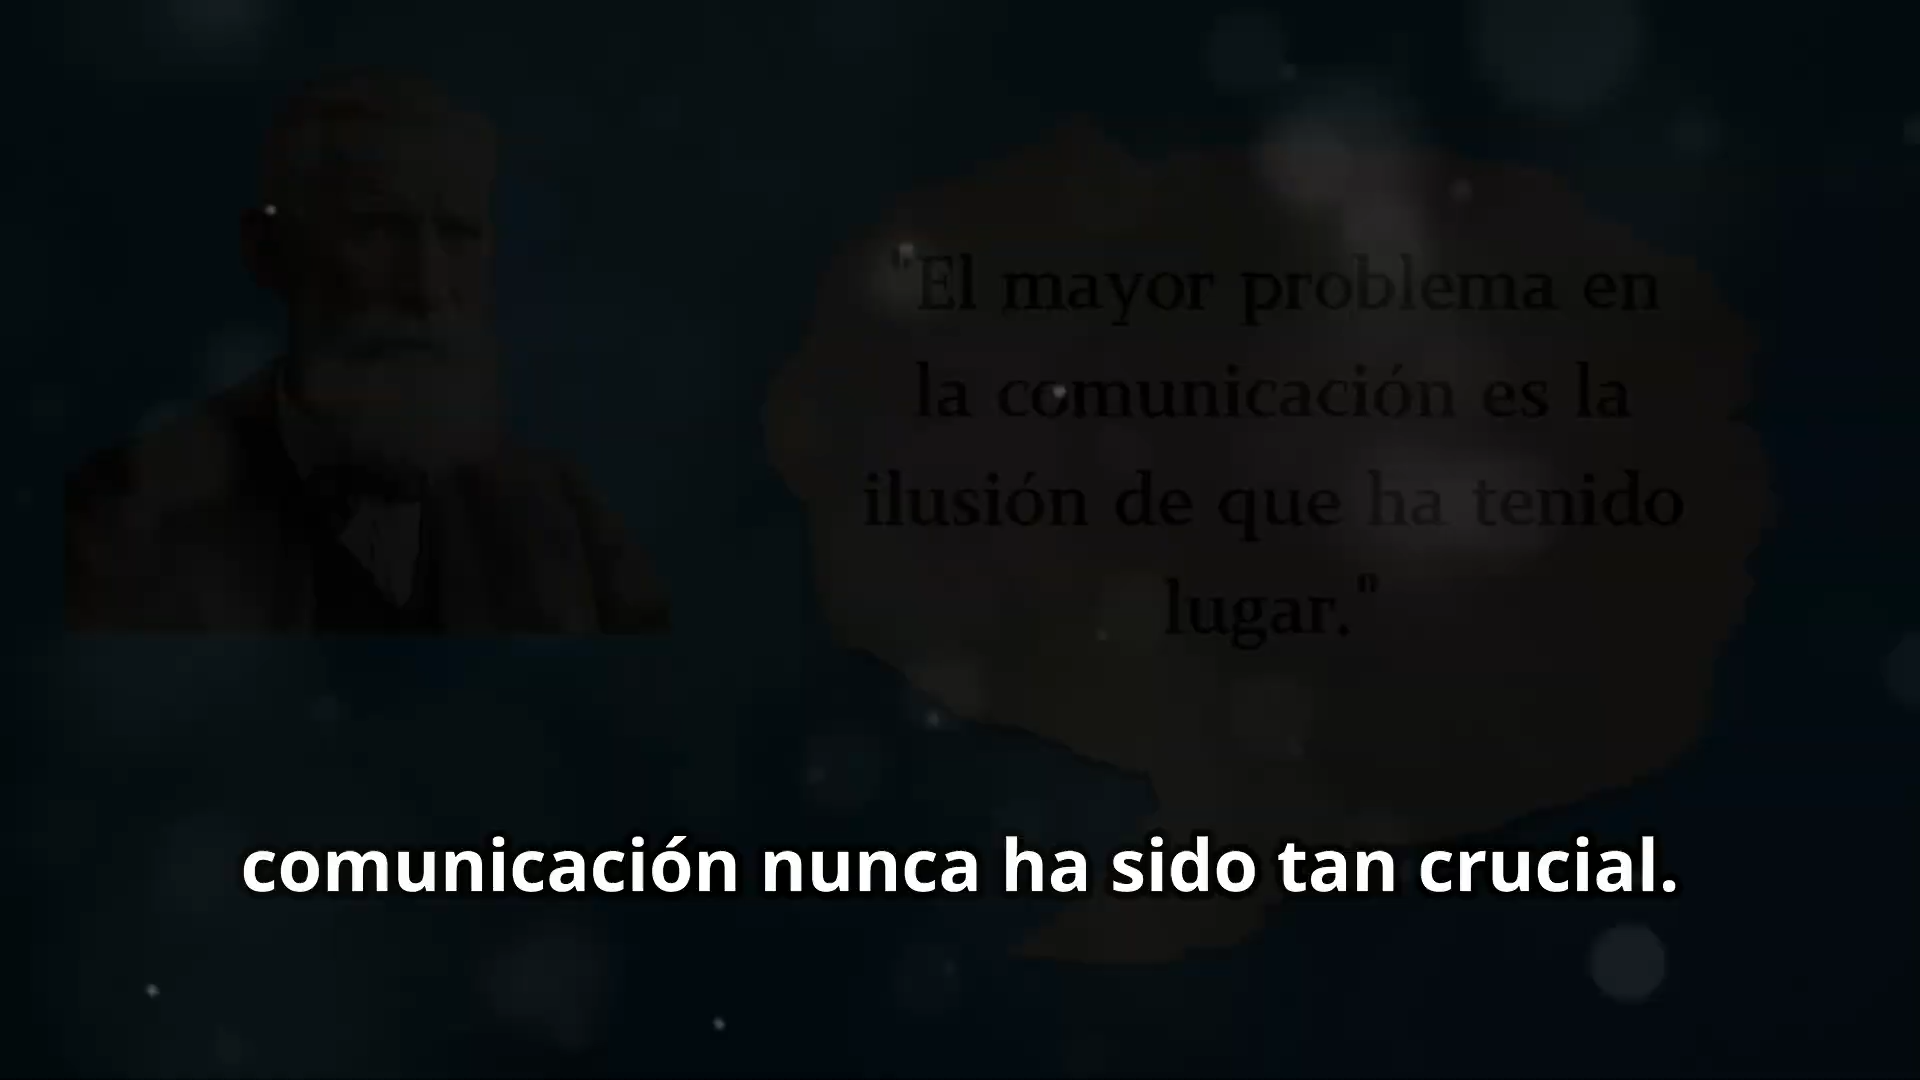 "El mayor problema en
la comunicación es la
ilusión de que ha tenido
lugar."
comunicación nunca ha sido tan crucial.